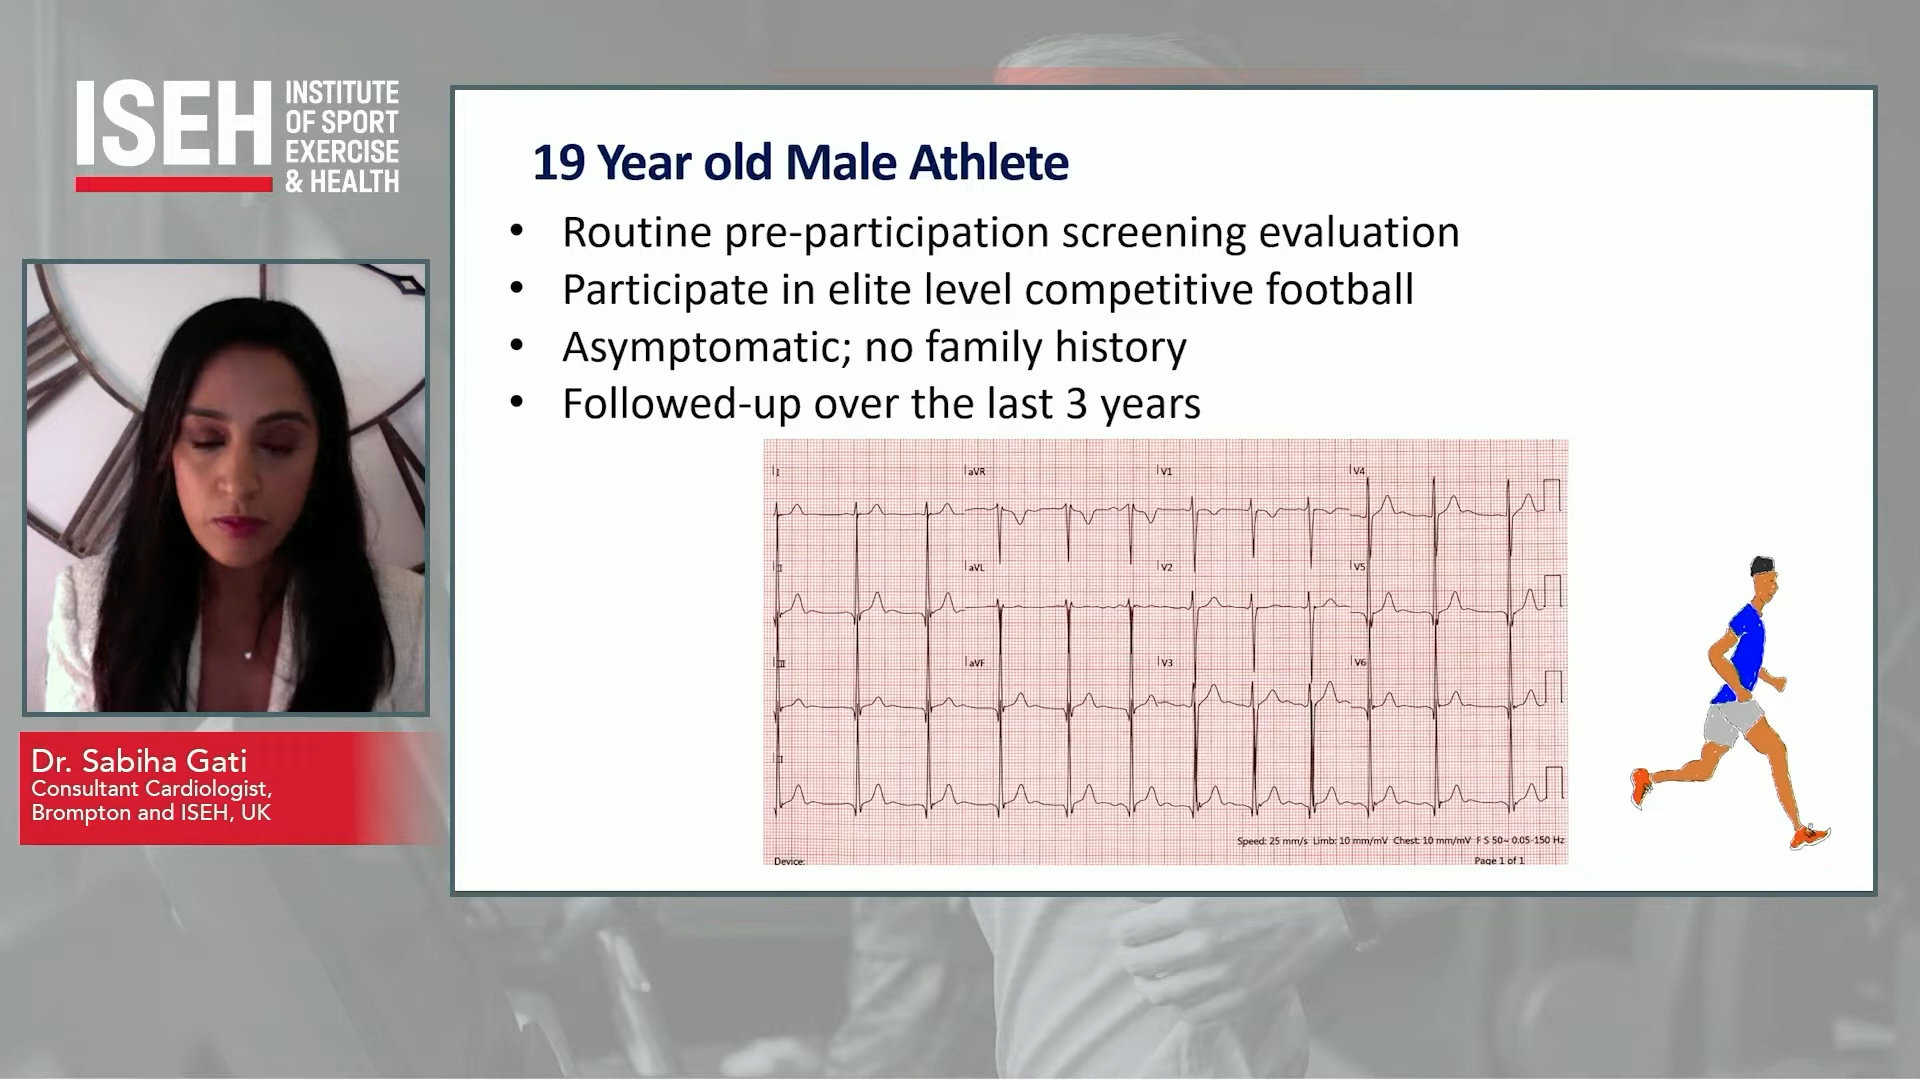 ISEH
INSTITUTE
OF SPORT
EXERCISE
& HEALTH
19 Year old Male Athlete
• Routine pre-participation screening evaluation
• Participate in elite level competitive football
• Asymptomatic; no family history
• Followed-up over the last 3 years
I aVR V1 V4
II aVL V2 V5
III aVF V3 V6
II
Speed: 25 mm/s Limb: 10 mm/mV Chest: 10 mm/mV F S 50~ 0.05-150 Hz
Device: Page 1 of 1
Dr. Sabiha Gati
Consultant Cardiologist,
Brompton and ISEH, UK